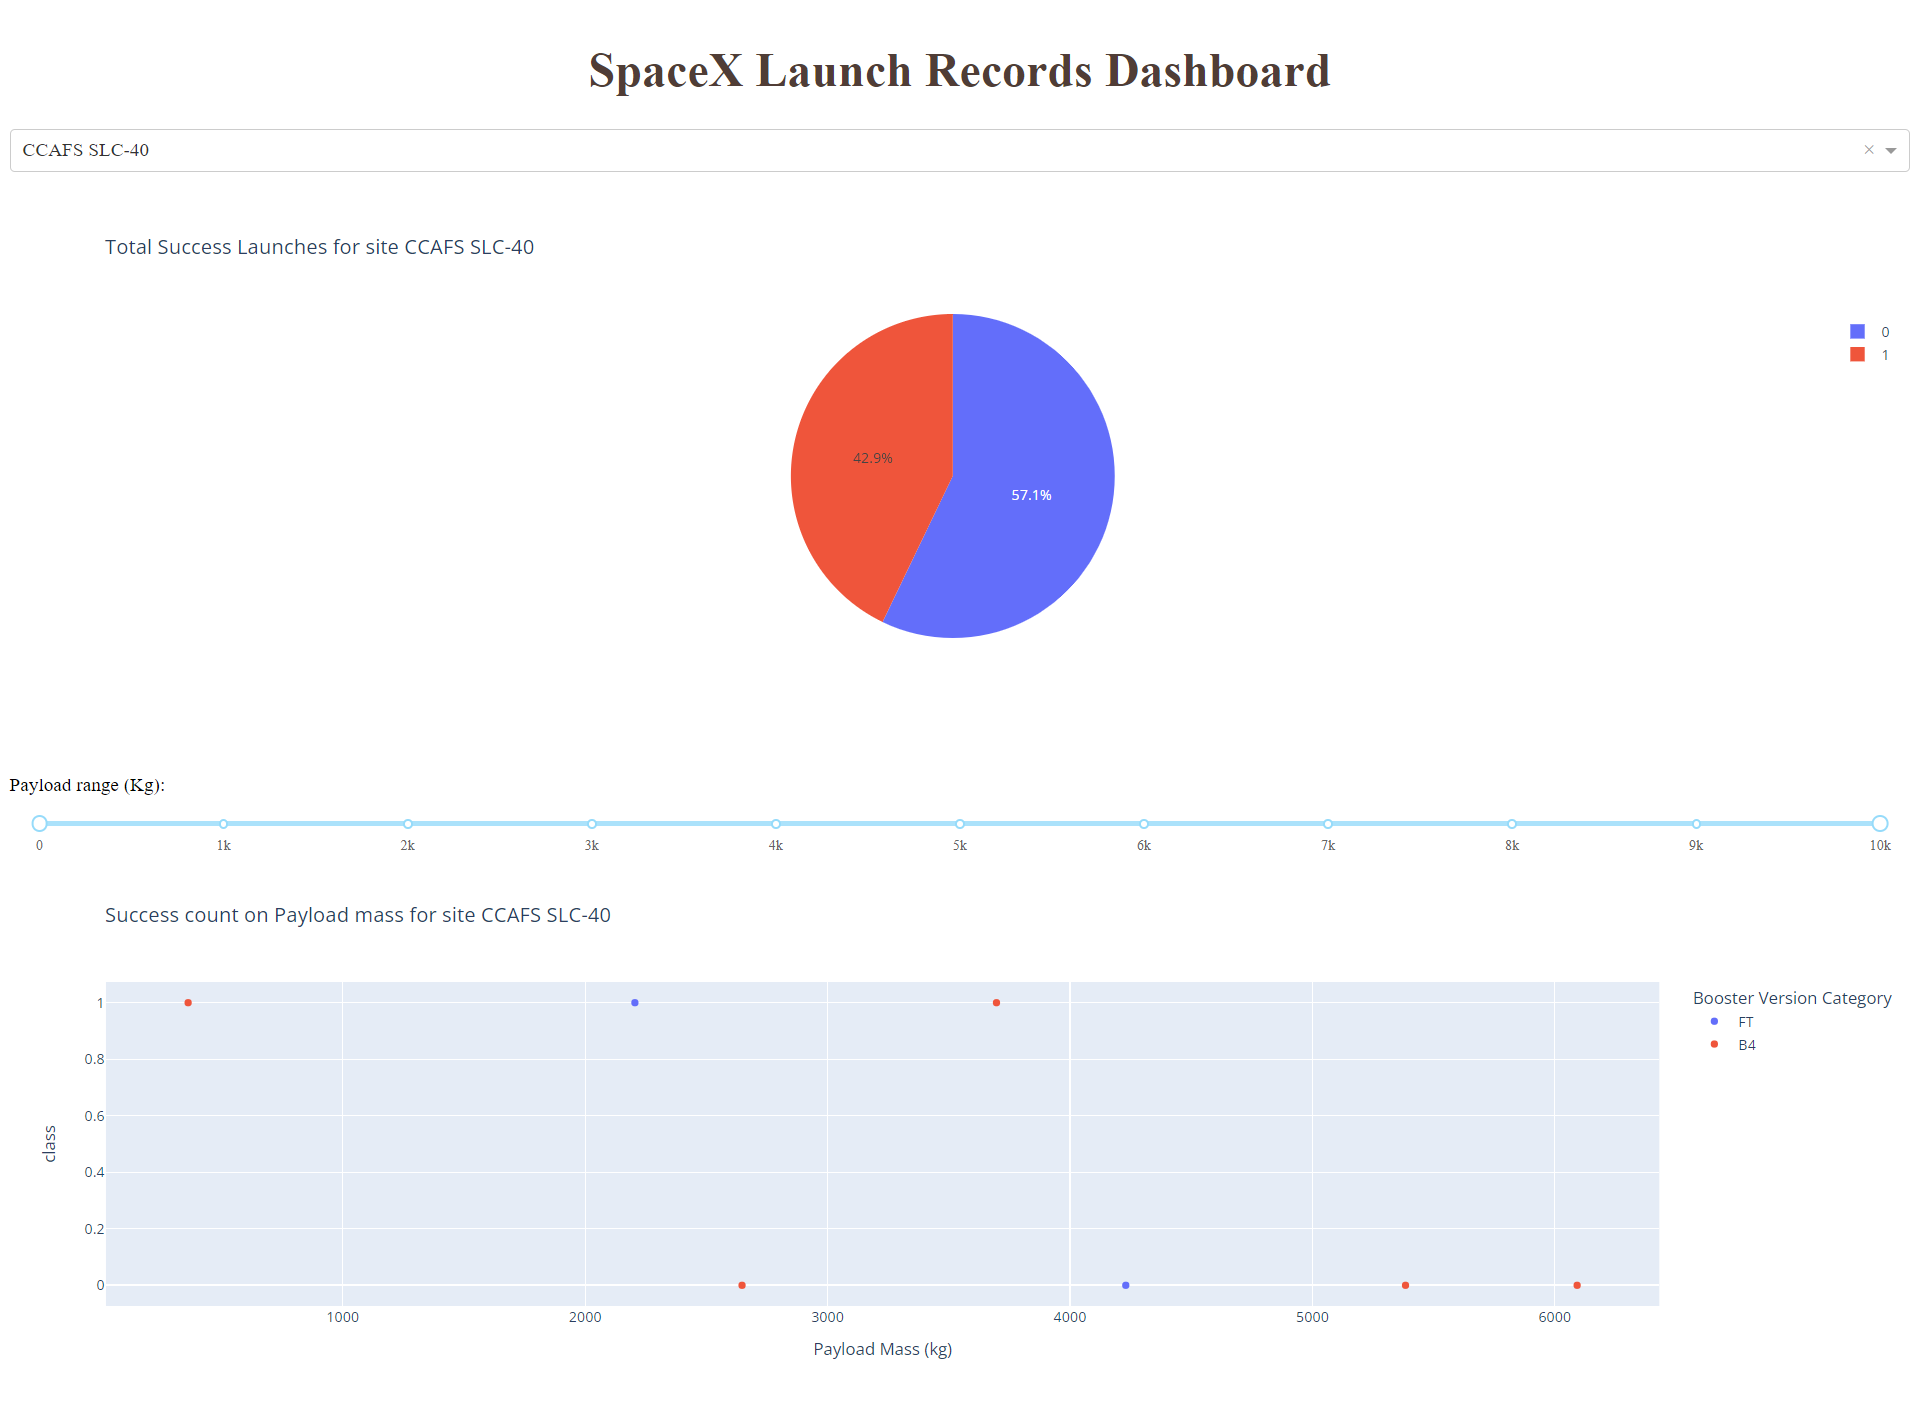 SpaceX Launch Records Dashboard
CCAFS SLC-40
×
Total Success Launches for site CCAFS SLC-40
0
1
42.9%
57.1%
Payload range (Kg):
0 1k 2k 3k 4k 5k 6k 7k 8k 9k 10k
Success count on Payload mass for site CCAFS SLC-40
Booster Version Category
FT
B4
1
0.8
0.6
0.4
0.2
0
class
1000 2000 3000 4000 5000 6000
Payload Mass (kg)